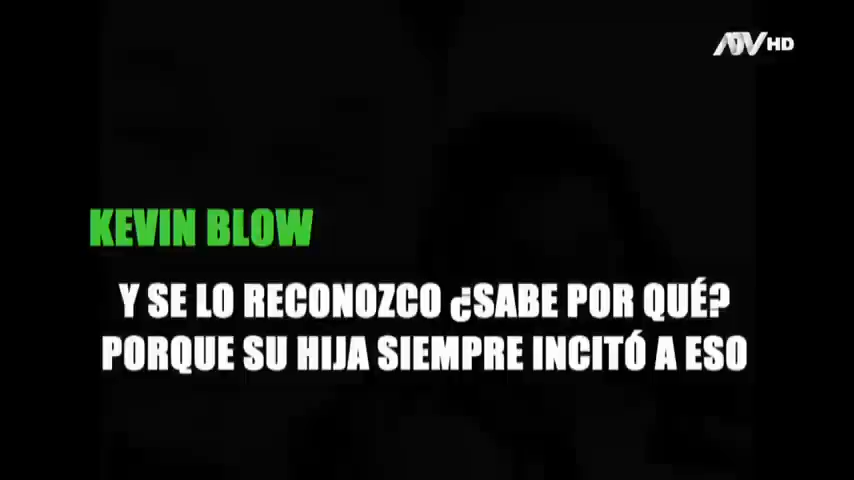 ATV HD
KEVIN BLOW
Y SE LO RECONOZCO ¿SABE POR QUÉ?
PORQUE SU HIJA SIEMPRE INCITÓ A ESO